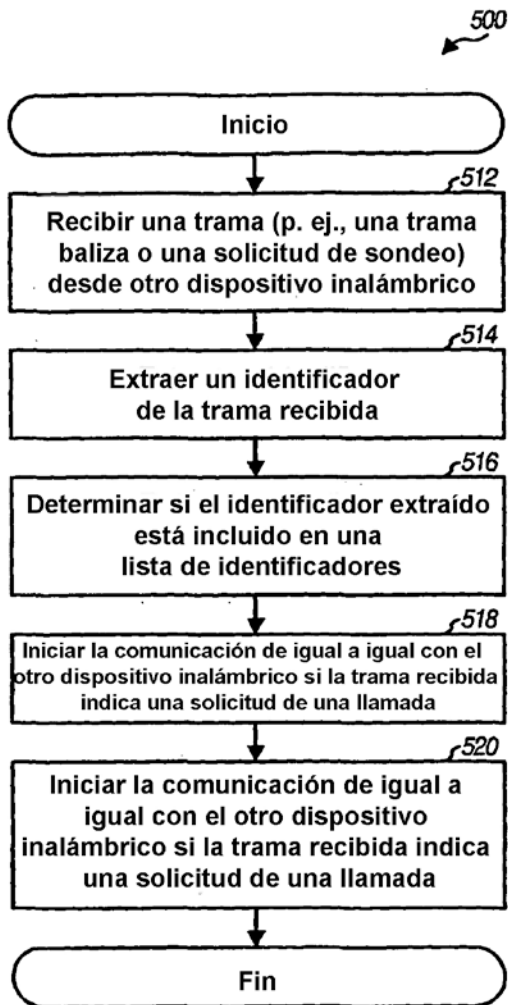 500
Inicio
512
Recibir una trama (p. ej., una trama
baliza o una solicitud de sondeo)
desde otro dispositivo inalámbrico
514
Extraer un identificador
de la trama recibida
516
Determinar si el identificador extraído
está incluido en una
lista de identificadores
518
Iniciar la comunicación de igual a igual con el
otro dispositivo inalámbrico si la trama recibida
indica una solicitud de una llamada
520
Iniciar la comunicación de igual a
igual con el otro dispositivo
inalámbrico si la trama recibida indica
una solicitud de una llamada
Fin